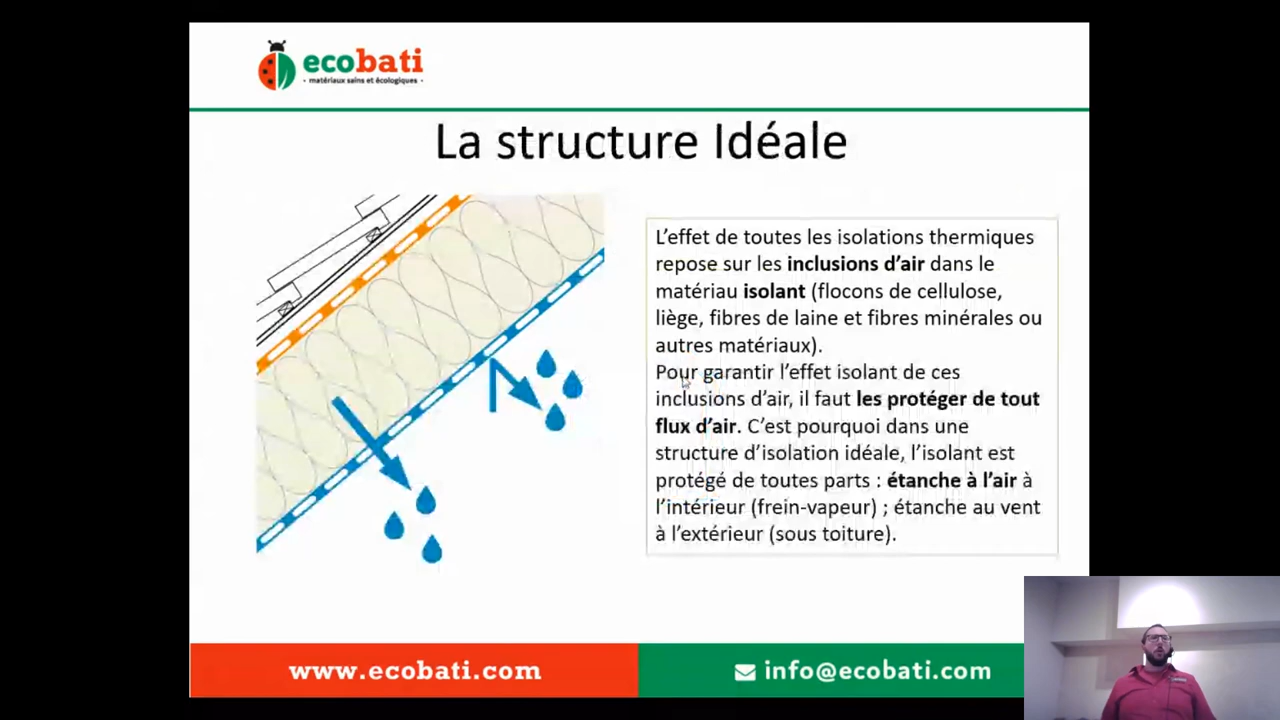 ecobati
· matériaux sains et écologiques ·
La structure Idéale
L’effet de toutes les isolations thermiques
repose sur les inclusions d’air dans le
matériau isolant (flocons de cellulose,
liège, fibres de laine et fibres minérales ou
autres matériaux).
Pour garantir l’effet isolant de ces
inclusions d’air, il faut les protéger de tout
flux d’air. C’est pourquoi dans une
structure d’isolation idéale, l’isolant est
protégé de toutes parts : étanche à l’air à
l’intérieur (frein-vapeur) ; étanche au vent
à l’extérieur (sous toiture).
www.ecobati.com
info@ecobati.com